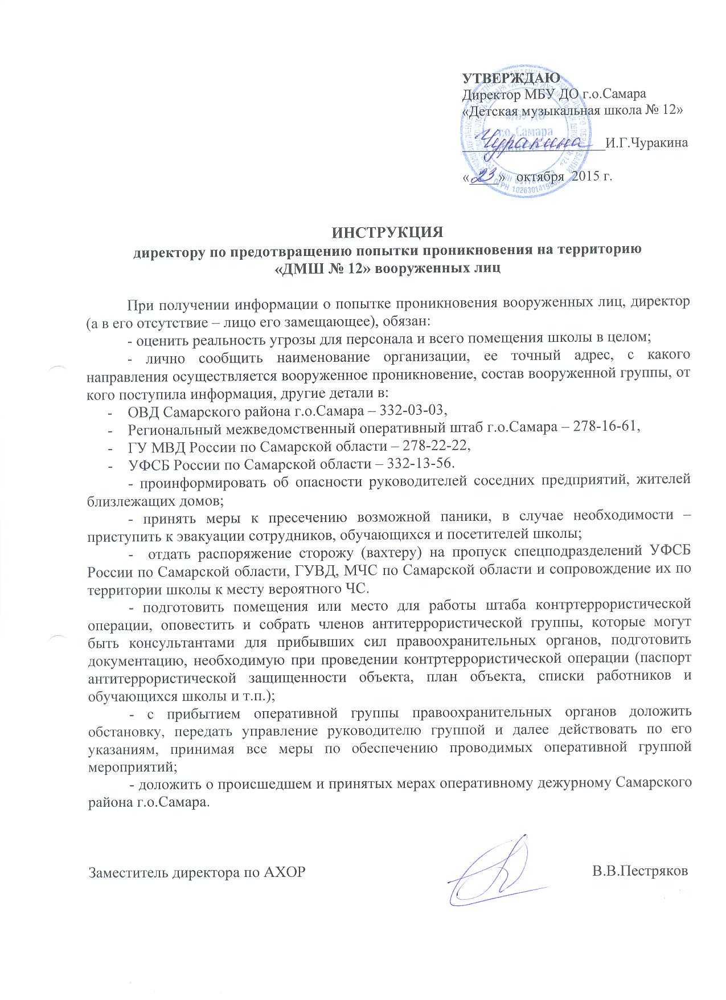 УТВЕРЖДАЮ
Директор МБУ ДО г.о.Самара
«Детская музыкальная школа № 12»
МБУ ДО
г.о.Самара
Чуракина
И.Г.Чуракина
«23» октября 2015 г.
ОГРН 1026301419
ИНСТРУКЦИЯ
директору по предотвращению попытки проникновения на территорию
«ДМШ № 12» вооруженных лиц
При получении информации о попытке проникновения вооруженных лиц, директор
(а в его отсутствие – лицо его замещающее), обязан:
- оценить реальность угрозы для персонала и всего помещения школы в целом;
- лично сообщить наименование организации, ее точный адрес, с какого
направления осуществляется вооруженное проникновение, состав вооруженной группы, от
кого поступила информация, другие детали в:
- ОВД Самарского района г.о.Самара – 332-03-03,
- Региональный межведомственный оперативный штаб г.о.Самара – 278-16-61,
- ГУ МВД России по Самарской области – 278-22-22,
- УФСБ России по Самарской области – 332-13-56.
- проинформировать об опасности руководителей соседних предприятий, жителей
близлежащих домов;
- принять меры к пресечению возможной паники, в случае необходимости –
приступить к эвакуации сотрудников, обучающихся и посетителей школы;
- отдать распоряжение сторожу (вахтеру) на пропуск спецподразделений УФСБ
России по Самарской области, ГУВД, МЧС по Самарской области и сопровождение их по
территории школы к месту вероятного ЧС.
- подготовить помещения или место для работы штаба контртеррористической
операции, оповестить и собрать членов антитеррористической группы, которые могут
быть консультантами для прибывших сил правоохранительных органов, подготовить
документацию, необходимую при проведении контртеррористической операции (паспорт
антитеррористической защищенности объекта, план объекта, списки работников и
обучающихся школы и т.п.);
- с прибытием оперативной группы правоохранительных органов доложить
обстановку, передать управление руководителю группой и далее действовать по его
указаниям, принимая все меры по обеспечению проводимых оперативной группой
мероприятий;
- доложить о происшедшем и принятых мерах оперативному дежурному Самарского
района г.о.Самара.
Заместитель директора по АХОР В.В.Пестряков